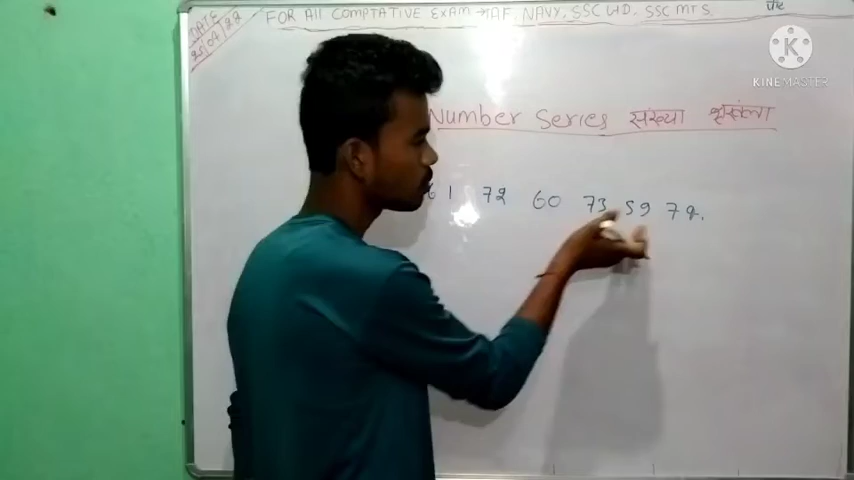 DATE
FOR All COMPTATIVE EXAM → IAF, NAVY, SSC
SSC MTS.
KINEMASTER
Number Series संख्या श्रृंखला
61 72 60 73 59 74.